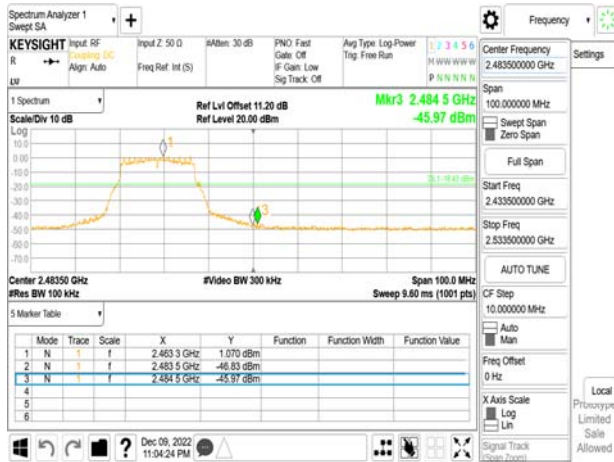 Spectrum Analyzer 1
Swept SA
+
Frequency
KEYSIGHT
R
Input: RF
Coupling: DC
Align: Auto
Input Z: 50 Ω
Freq Ref: Int (S)
#Atten: 30 dB
PNO: Fast
Gate: Off
IF Gain: Low
Sig Track: Off
Avg Type: Log-Power
Trig: Free Run
1 2 3 4 5 6
M W W W W W
P N N N N N
1 Spectrum
Scale/Div 10 dB
Ref Lvl Offset 11.20 dB
Ref Level 20.00 dBm
Mkr3 2.484 5 GHz
-45.97 dBm
Log
10.0
0.00
-10.0
-20.0
-30.0
-40.0
-50.0
-60.0
-70.0
1
3
Center 2.48350 GHz
#Res BW 100 kHz
#Video BW 300 kHz
Span 100.0 MHz
Sweep 9.60 ms (1001 pts)
5 Marker Table
Mode Trace Scale X Y Function Function Width Function Value
1 N 1 f 2.463 3 GHz 1.070 dBm
2 N 1 f 2.483 5 GHz -46.83 dBm
3 N 1 f 2.484 5 GHz -45.97 dBm
4
5
6
?
Dec 09, 2022
11:04:24 PM
Center Frequency
2.483500000 GHz
Span
100.000000 MHz
Swept Span
Zero Span
Full Span
Start Freq
2.433500000 GHz
Stop Freq
2.533500000 GHz
AUTO TUNE
CF Step
10.000000 MHz
Auto
Man
Freq Offset
0 Hz
X Axis Scale
Log
Lin
Signal Track
(Span Zoom)
Settings
Local
Prototype
Limited
Sale
Allowed